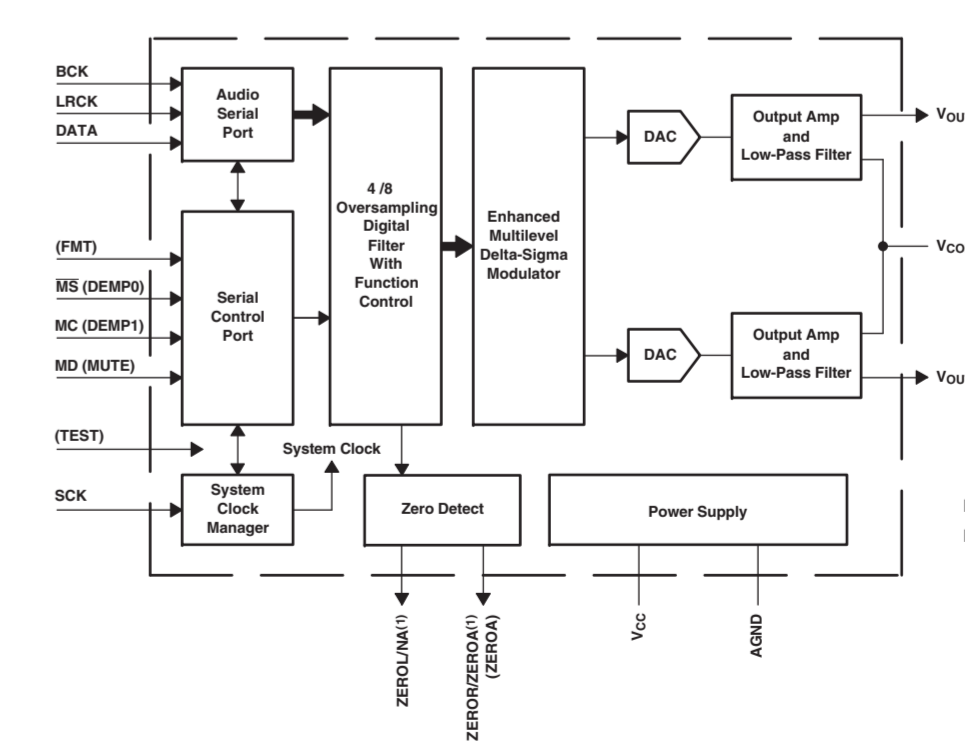 BCK
LRCK
DATA
Audio
Serial
Port
(FMT)
MS (DEMP0)
MC (DEMP1)
MD (MUTE)
Serial
Control
Port
(TEST)
SCK
System
Clock
Manager
System Clock
4 /8
Oversampling
Digital
Filter
With
Function
Control
Enhanced
Multilevel
Delta-Sigma
Modulator
DAC
Output Amp
and
Low-Pass Filter
VOU
VCO
DAC
Output Amp
and
Low-Pass Filter
VOU
Zero Detect
Power Supply
ZEROL/NA(1)
ZEROR/ZEROA(1)
(ZEROA)
VCC
AGND